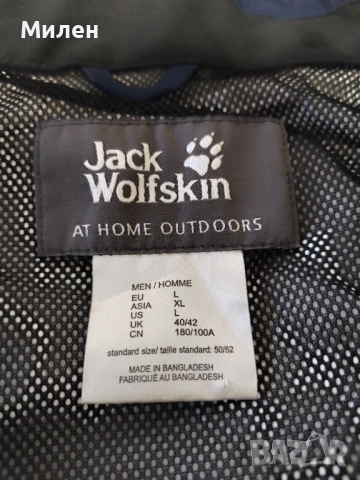 Милен
Jack
Wolfskin
AT HOME OUTDOORS
MEN / HOMME
EU L
ASIA XL
US L
UK 40/42
CN 180/100A
standard size/ taille standard: 50/52
MADE IN BANGLADESH
FABRIQUÉ AU BANGLADESH
BAZAR